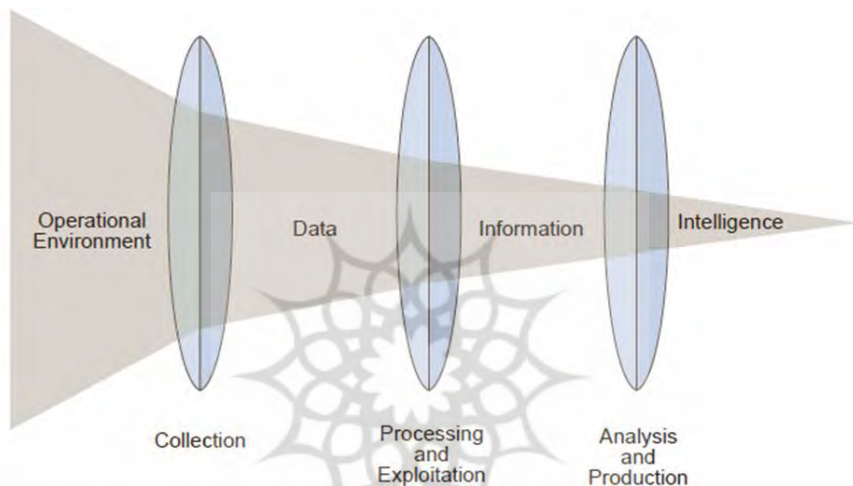 Operational
Environment
Data
Information
Intelligence
Collection
Processing
and
Exploitation
Analysis
and
Production